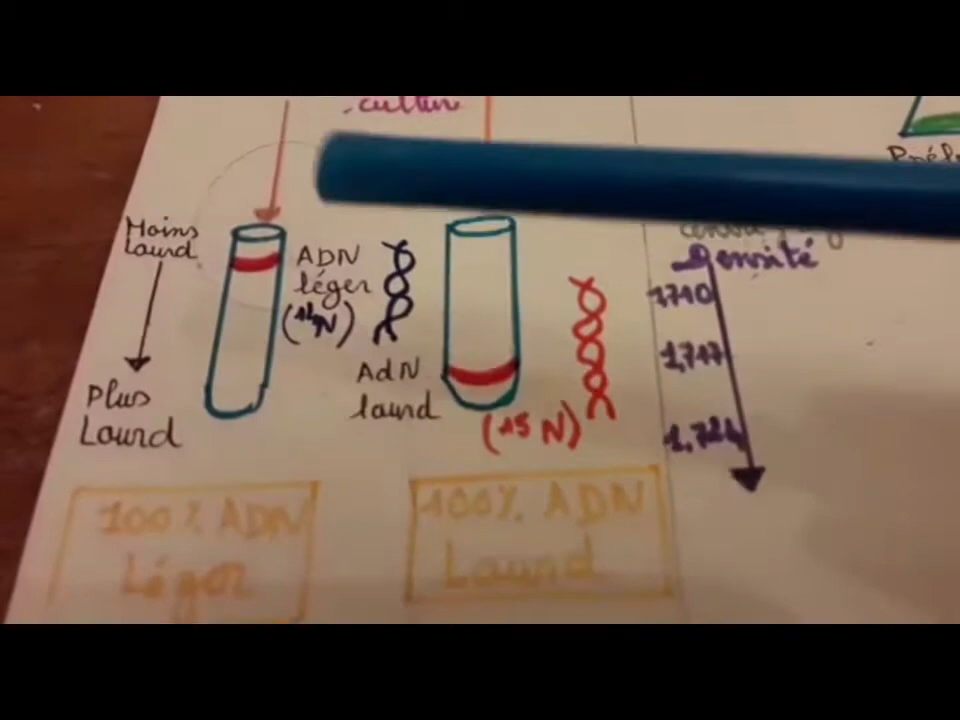 culture
Moins
Lourd
Plus
Lourd
ADN
léger
(14N)
AdN
lourd
(15 N)
Densité
1,710
1,717
1,724
100% ADN
Léger
100% ADN
Lourd